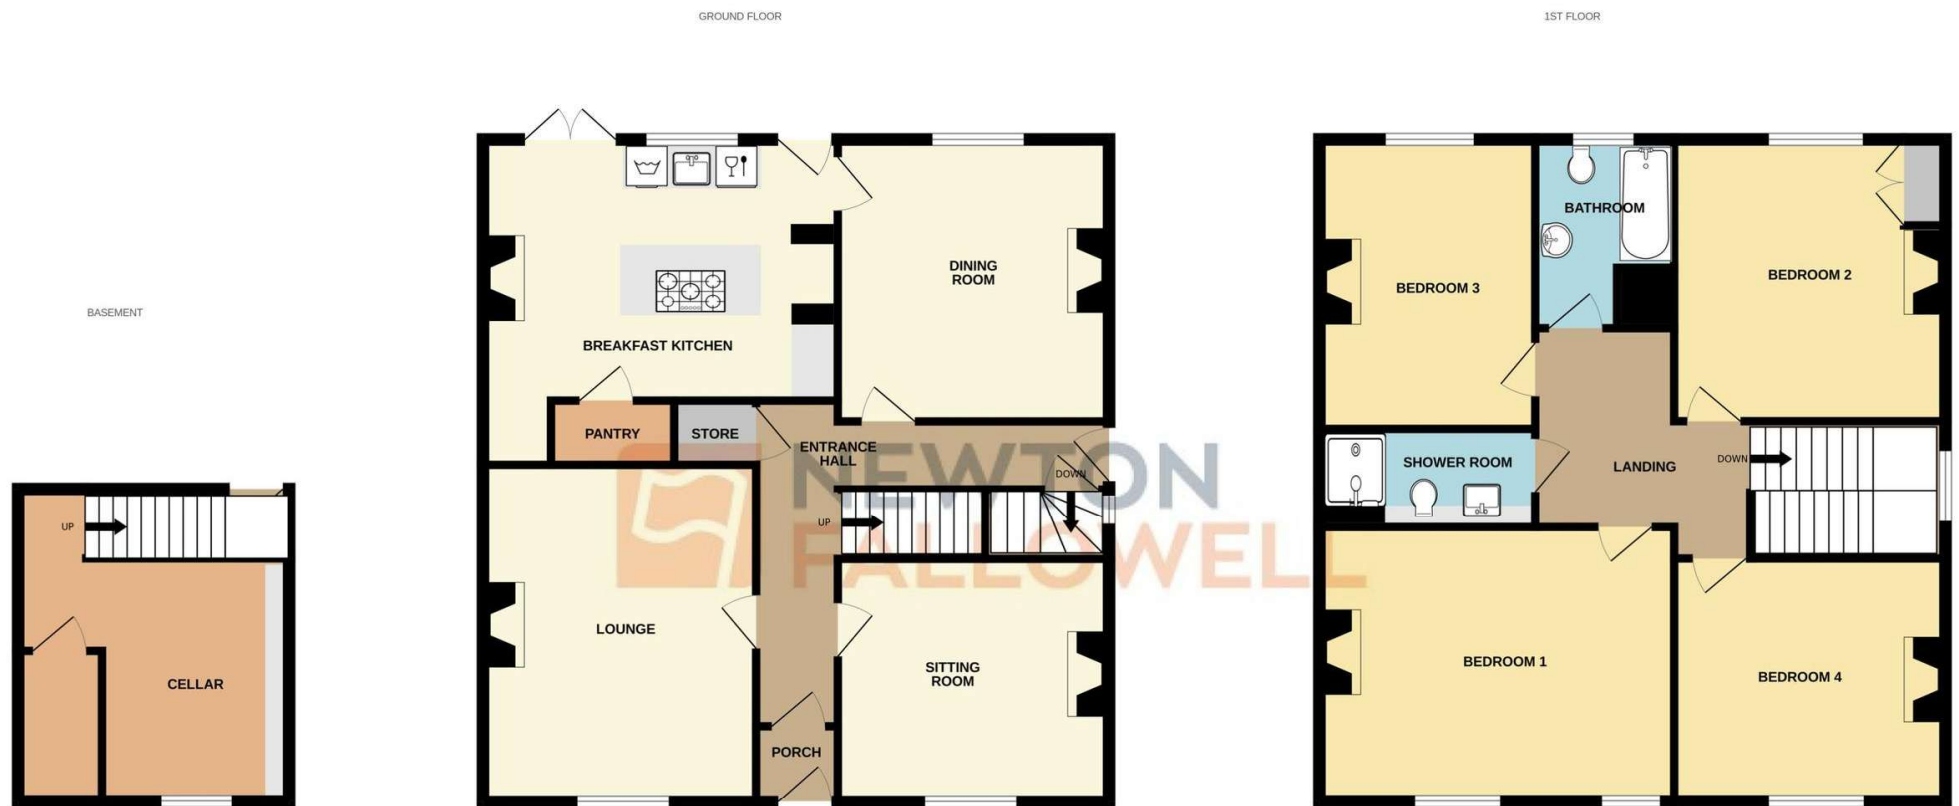 GROUND FLOOR
1ST FLOOR
BASEMENT
UP
CELLAR
BREAKFAST KITCHEN
DINING
ROOM
PANTRY
STORE
ENTRANCE
HALL
DOWN
UP
LOUNGE
SITTING
ROOM
PORCH
NEWTON
FALLOWELL
BEDROOM 3
BATHROOM
BEDROOM 2
SHOWER ROOM
LANDING
DOWN
BEDROOM 1
BEDROOM 4